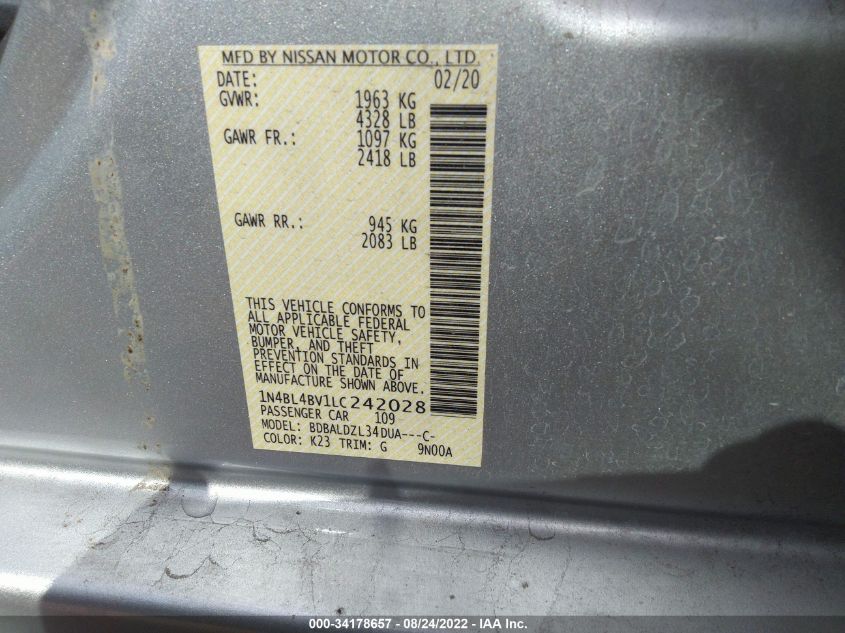 MFD BY NISSAN MOTOR CO., LTD.
DATE: 02/20
GVWR: 1963 KG
4328 LB
GAWR FR.: 1097 KG
2418 LB
GAWR RR.: 945 KG
2083 LB
THIS VEHICLE CONFORMS TO
ALL APPLICABLE FEDERAL
MOTOR VEHICLE SAFETY,
BUMPER, AND THEFT
PREVENTION STANDARDS IN
EFFECT ON THE DATE OF
MANUFACTURE SHOWN ABOVE.
1N4BL4BV1LC242028
PASSENGER CAR 109
MODEL: BDBALDZL34DUA---C-
COLOR: K23 TRIM: G 9N00A
000-34178657 - 08/24/2022 - IAA Inc.